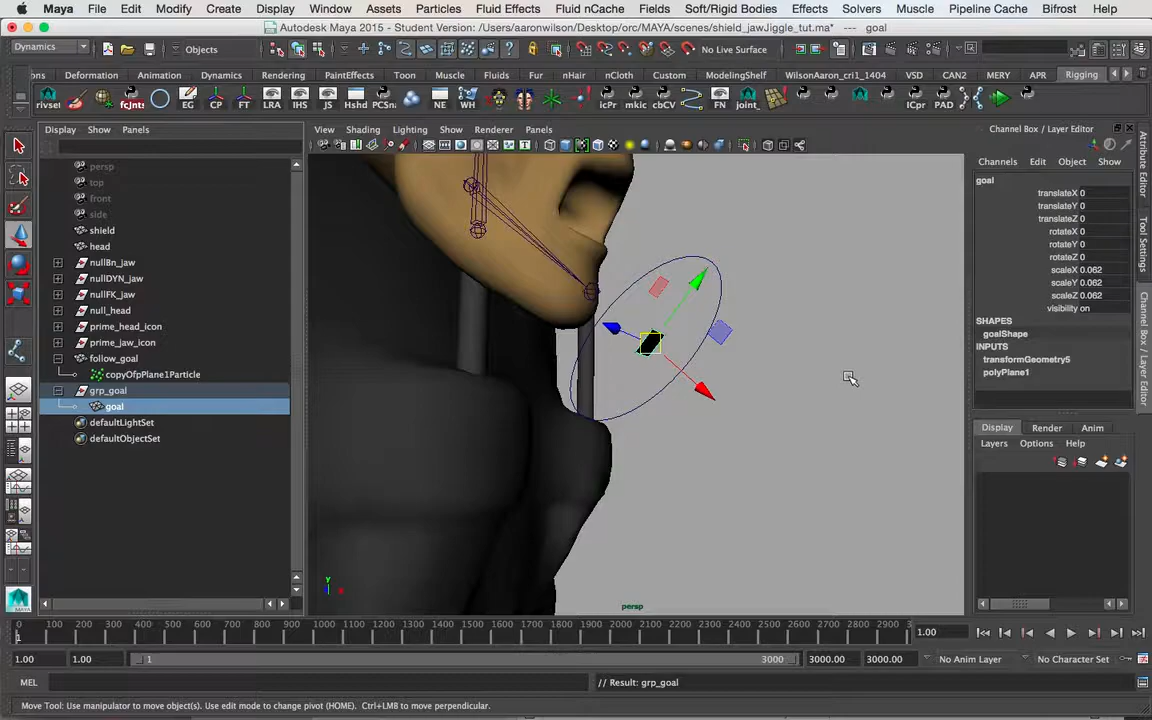 Maya File Edit Modify Create Display Window Assets Animate Particles Fluid Effects Fluid nCache Fields Soft/Rigid Bodies Effects Solvers Muscle Pipeline Cache Bifrost Help
Autodesk Maya 2015 - Student Version: /Users/aaronwilson/Desktop/orc/MAYA/scenes/shield_jawJiggle_tut.ma* --- goal
Dynamics Objects No Live Surface
ons Deformation Animation Dynamics Rendering PaintEffects Toon Muscle Fluids Fur nHair nCloth Custom ModelingShelf WilsonAaron_cri1_1404 VSD CAN2 MERY APR Rigging
rivset fcJnts EG CP FT LRA IHS JS Hshd PCSn NE WH icPr mkic cbCV FN joint_ ICpr PAD
Display Show Panels
View Shading Lighting Show Renderer Panels
Channel Box / Layer Editor
Channels Edit Object Show
persp
top
front
side
shield
head
nullBn_jaw
nullDYN_jaw
nullFK_jaw
null_head
prime_head_icon
prime_jaw_icon
follow_goal
copyOfpPlane1Particle
grp_goal
goal
defaultLightSet
defaultObjectSet
goal
translateX 0
translateY 0
translateZ 0
rotateX 0
rotateY 0
rotateZ 0
scaleX 0.062
scaleY 0.062
scaleZ 0.062
visibility on
SHAPES
goalShape
INPUTS
transformGeometry5
polyPlane1
Attribute Editor
Tool Settings
Channel Box / Layer Editor
Display Render Anim
Layers Options Help
y
x
persp
0 100 200 300 400 500 600 700 800 900 1000 1100 1200 1300 1400 1500 1600 1700 1800 1900 2000 2100 2200 2300 2400 2500 2600 2700 2800 2900 3
1
1.00
1.00 1.00 1 3000 3000.00 3000.00 No Anim Layer No Character Set
MEL // Result: grp_goal
Move Tool: Use manipulator to move object(s). Use edit mode to change pivot (HOME). Ctrl+LMB to move perpendicular.